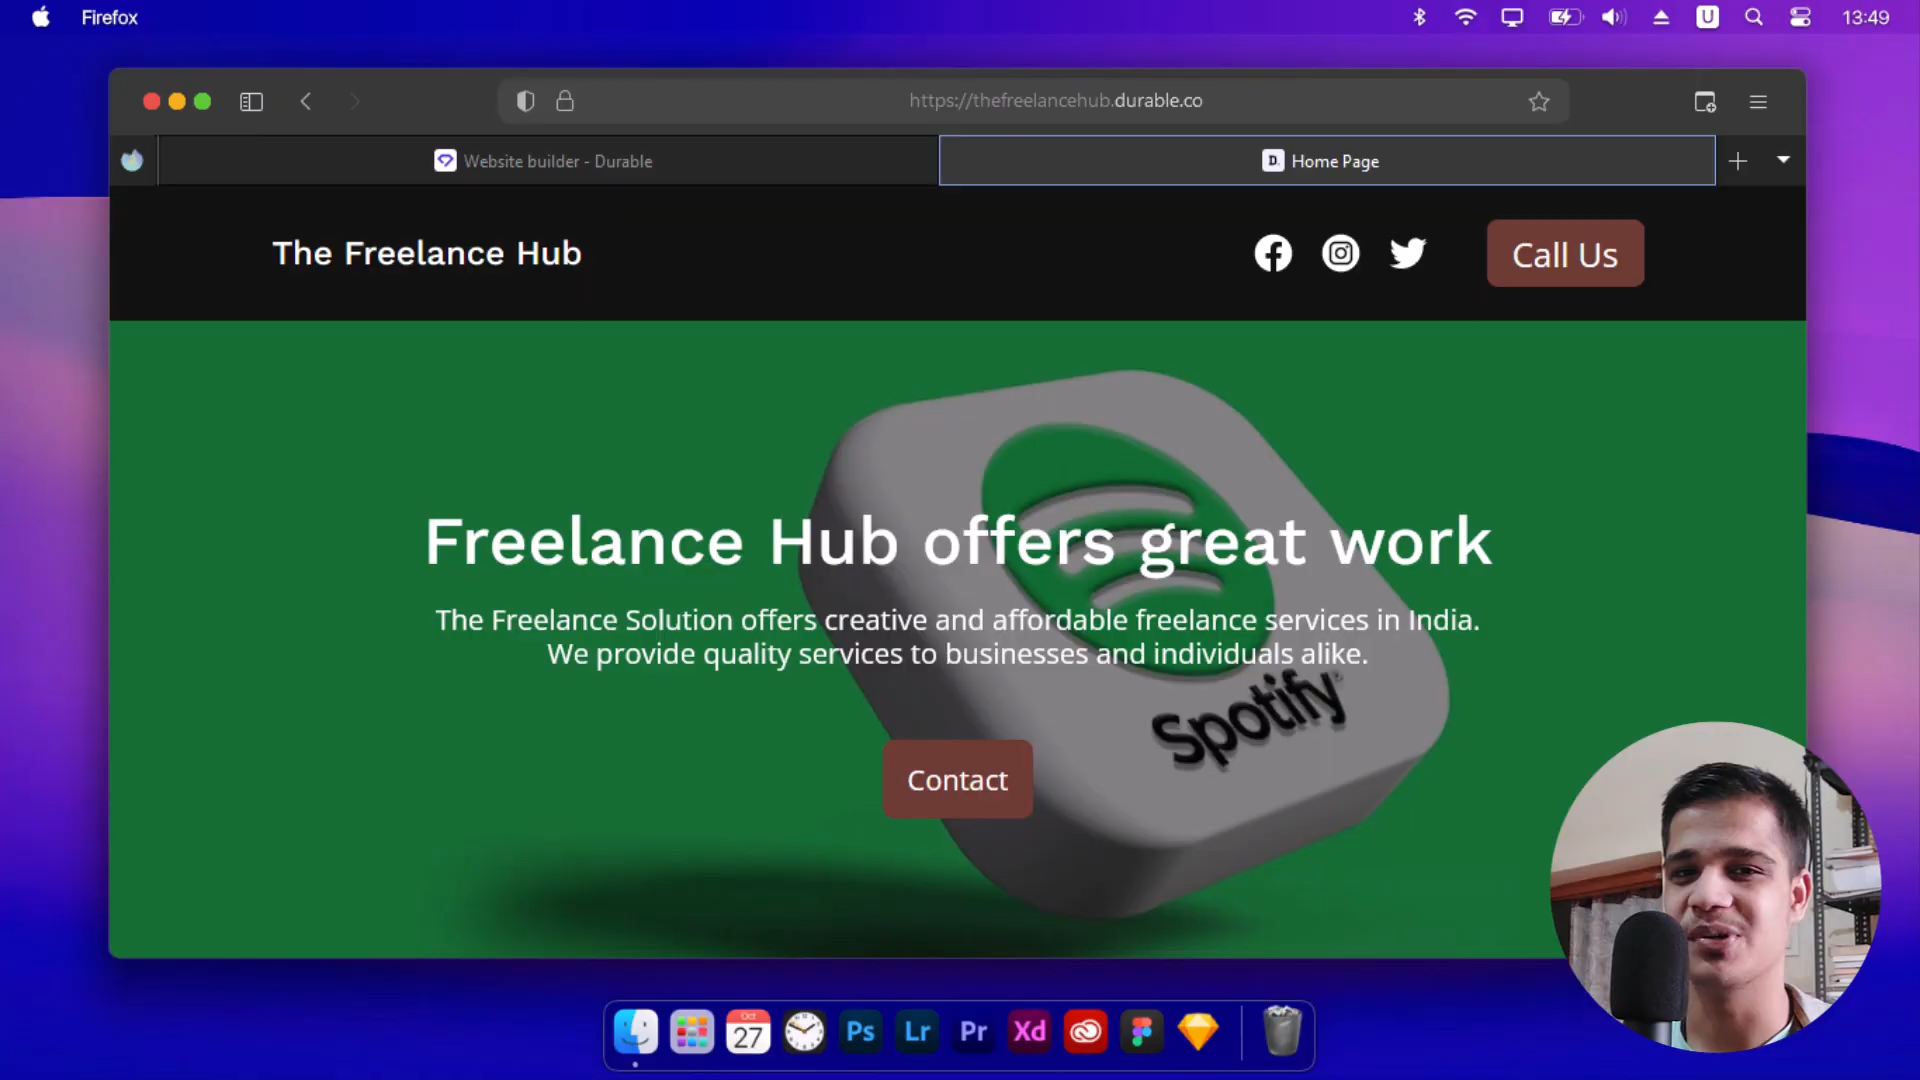 Firefox
U
13:49
https://thefreelancehub.durable.co
Website builder - Durable
D. Home Page
The Freelance Hub
Call Us
Freelance Hub offers great work
The Freelance Solution offers creative and affordable freelance services in India.
We provide quality services to businesses and individuals alike.
Spotify
Contact
Oct
27
Ps
Lr
Pr
Xd